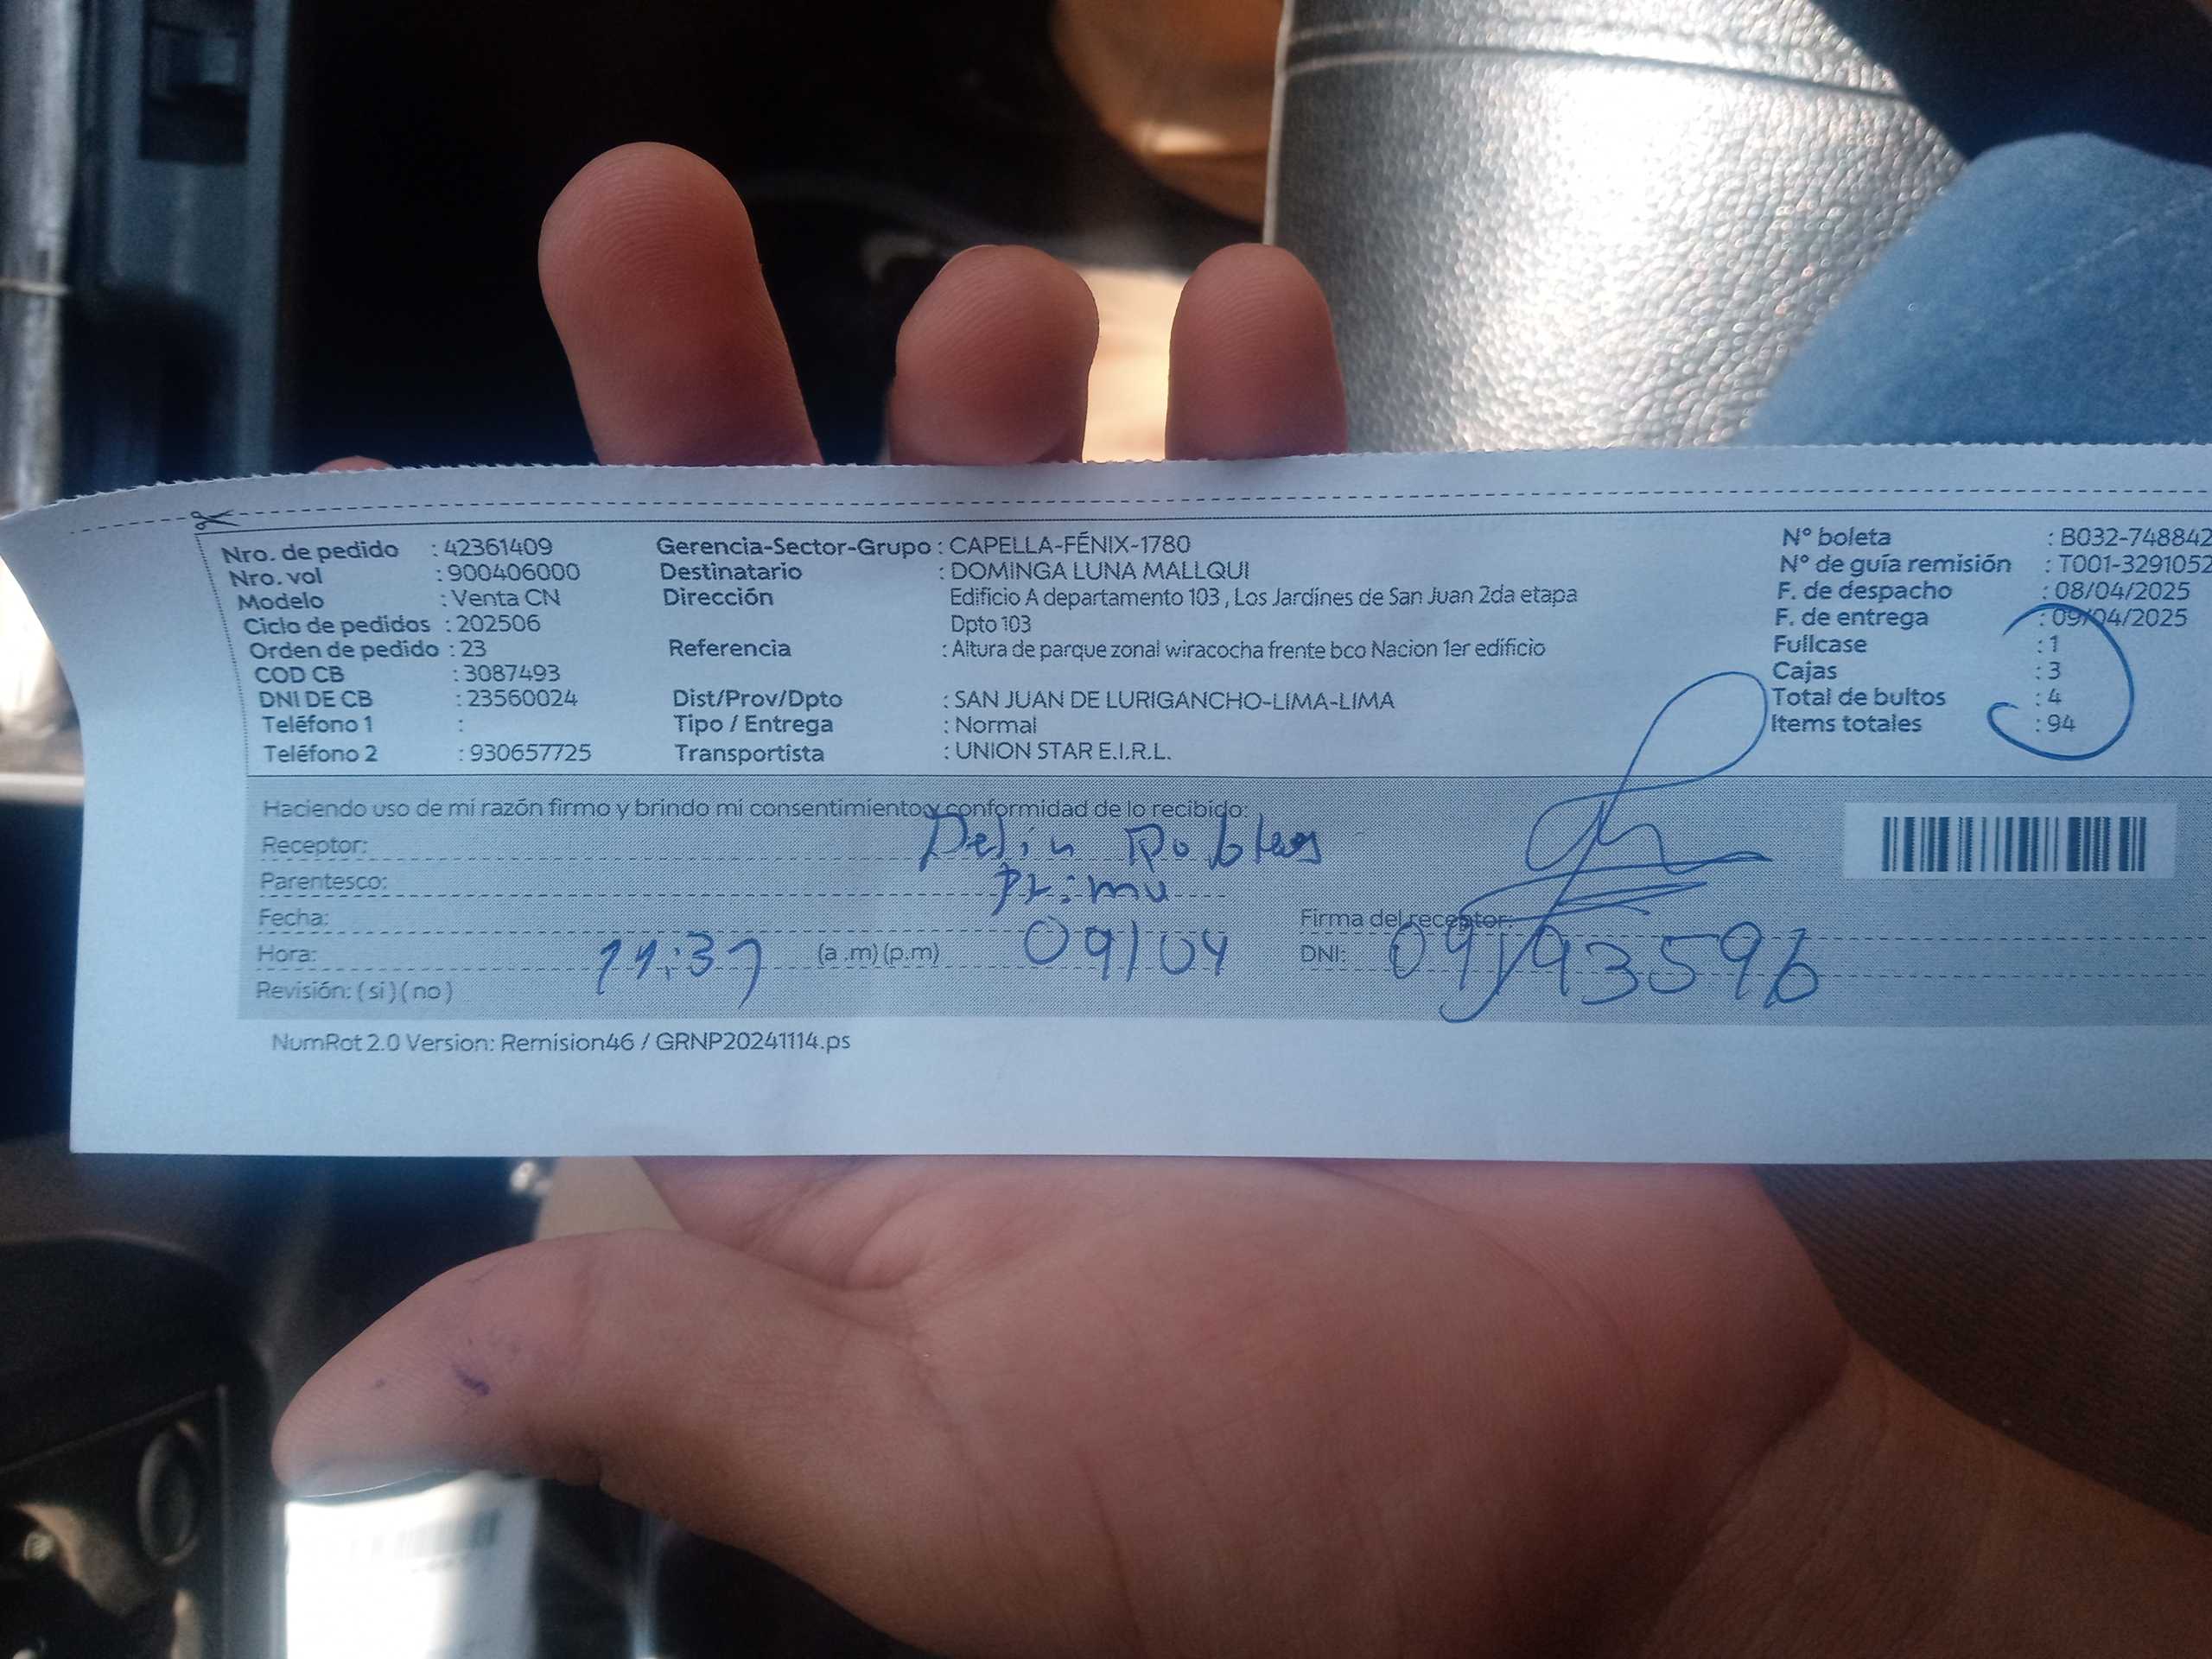 Nro. de pedido : 42361409 Gerencia-Sector-Grupo : CAPELLA-FÉNIX-1780 N° boleta : B032-748842
Nro. vol : 900406000 Destinatario : DOMINGA LUNA MALLQUI N° de guía remisión : T001-3291052
Modelo : Venta CN Dirección Edificio A departamento 103 , Los Jardines de San Juan 2da etapa F. de despacho : 08/04/2025
Ciclo de pedidos : 202506 Dpto 103 F. de entrega : 09/04/2025
Orden de pedido : 23 Referencia : Altura de parque zonal wiracocha frente bco Nacion 1er edificio Fullcase : 1
COD CB : 3087493 Cajas : 3
DNI DE CB : 23560024 Dist/Prov/Dpto : SAN JUAN DE LURIGANCHO-LIMA-LIMA Total de bultos : 4
Teléfono 1 : Tipo / Entrega : Normal Items totales : 94
Teléfono 2 : 930657725 Transportista : UNION STAR E.I.R.L.
Haciendo uso de mi razón firmo y brindo mi consentimiento y conformidad de lo recibido:
Receptor: Robles
Parentesco: primo
Fecha: Firma del receptor:
Hora: (a .m) (p.m) 09/04 DNI:
Revisión: ( si ) ( no )
NumRot 2.0 Version: Remision46 / GRNP20241114.ps